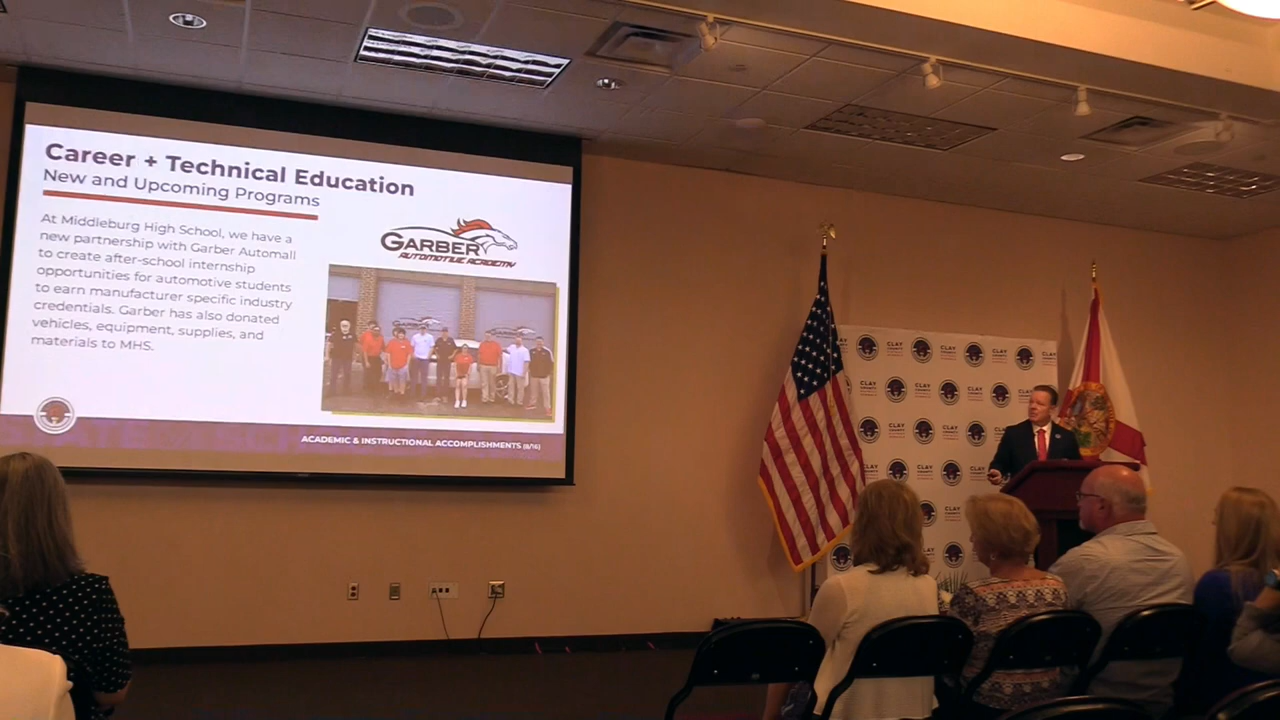 Career + Technical Education
New and Upcoming Programs
At Middleburg High School, we have a
new partnership with Garber Automall
to create after-school internship
opportunities for automotive students
to earn manufacturer specific industry
credentials. Garber has also donated
vehicles, equipment, supplies, and
materials to MHS.
GARBER
AUTOMOTIVE ACADEMY
ACADEMIC & INSTRUCTIONAL ACCOMPLISHMENTS (8/16)
CLAY
COUNTY